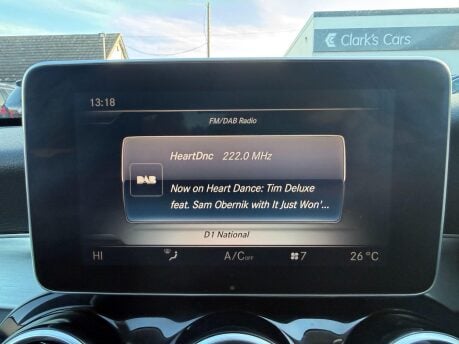 Clark's Cars
13:18
FM/DAB Radio
HeartDnc 222.0 MHz
DAB
Now on Heart Dance: Tim Deluxe
feat. Sam Obernik with It Just Won'...
D1 National
HI A/C OFF 7 26 °C